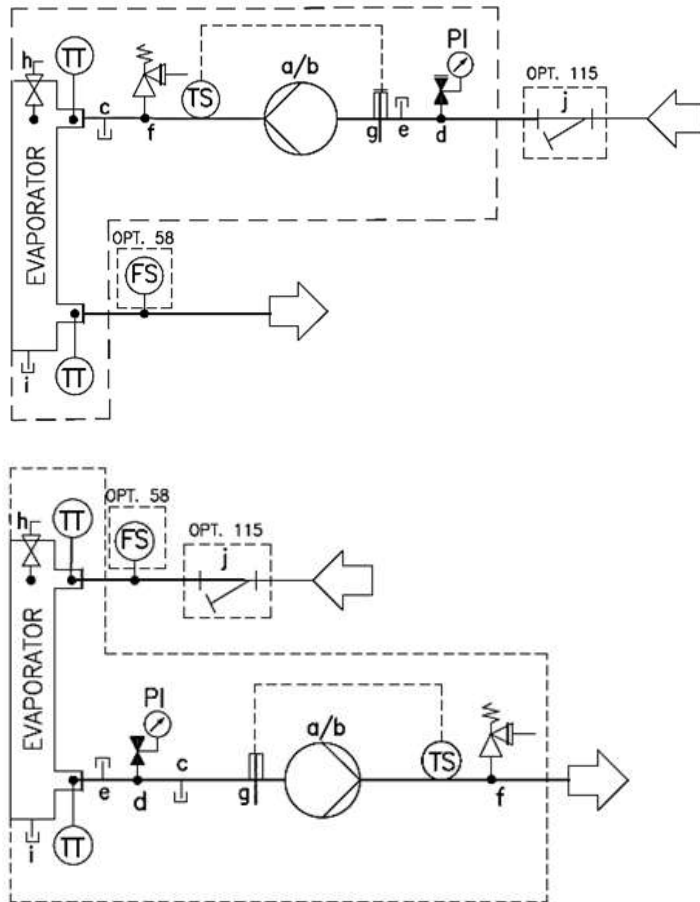 h
TT
a/b
PI
OPT. 115
c
TS
j
f
g
e
d
EVAPORATOR
OPT. 58
FS
i
TT
h
TT
OPT. 58
FS
OPT. 115
j
EVAPORATOR
PI
a/b
c
TS
e
d
g
f
i
TT